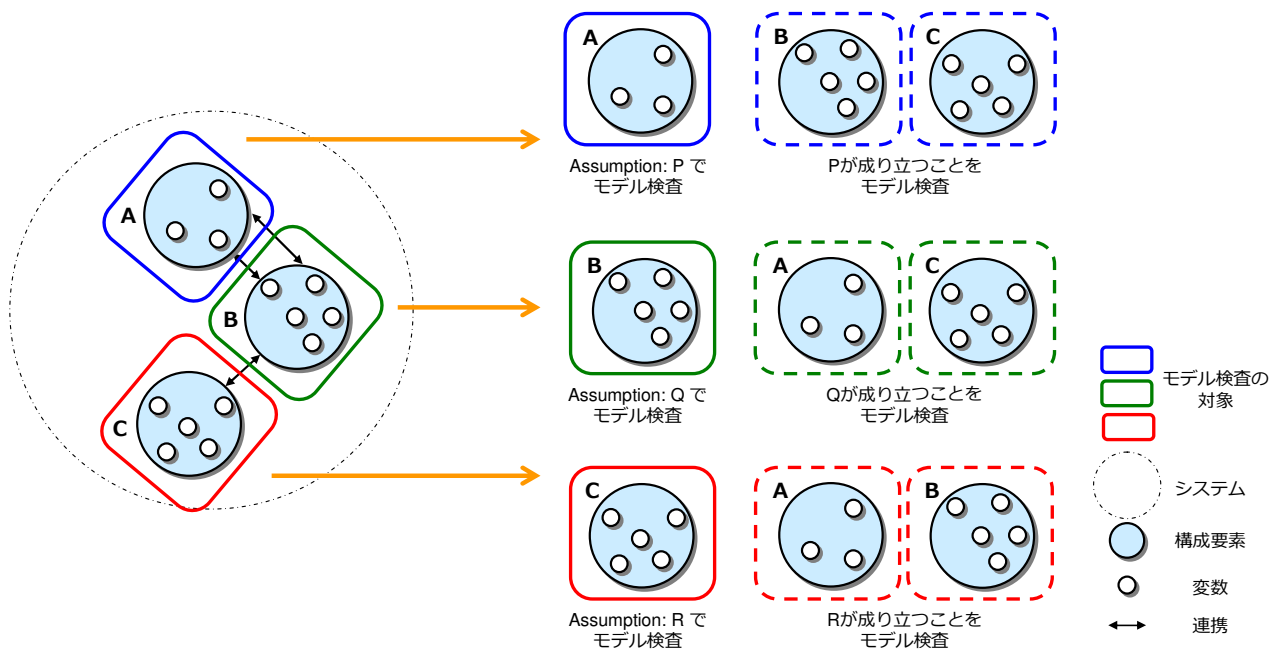 A
B
C
A
B
C
Assumption: P で
モデル検査
Pが成り立つことを
モデル検査
B
A
C
Assumption: Q で
モデル検査
Qが成り立つことを
モデル検査
C
A
B
Assumption: R で
モデル検査
Rが成り立つことを
モデル検査
モデル検査の
対象
システム
構成要素
変数
連携